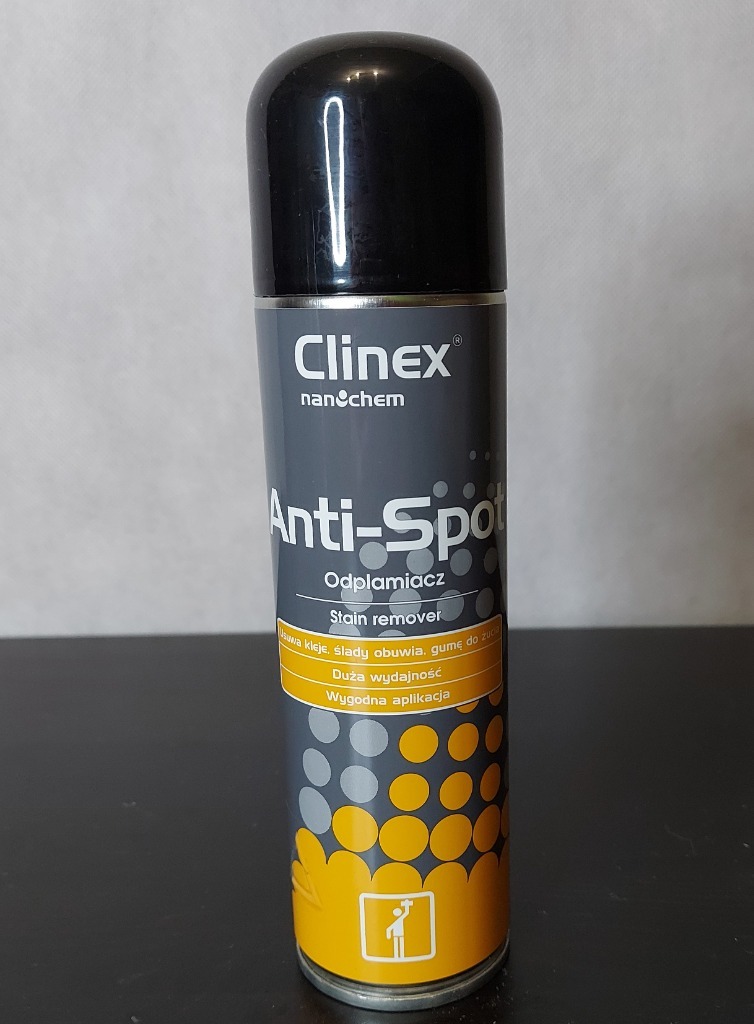 Clinex®
nanochem
Anti-Spot
Odplamiacz
Stain remover
Usuwa kleje, ślady obuwia, gumę do żucia
Duża wydajność
Wygodna aplikacja